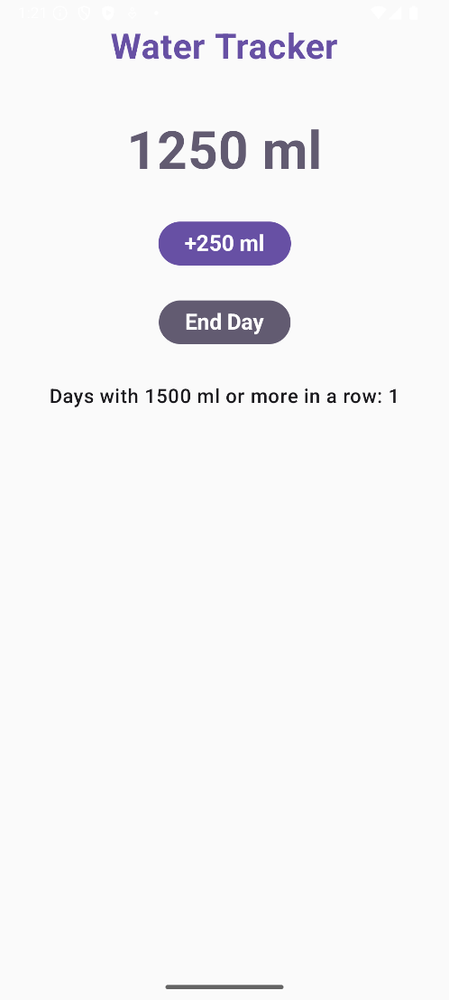 Water Tracker
1250 ml
+250 ml
End Day
Days with 1500 ml or more in a row: 1